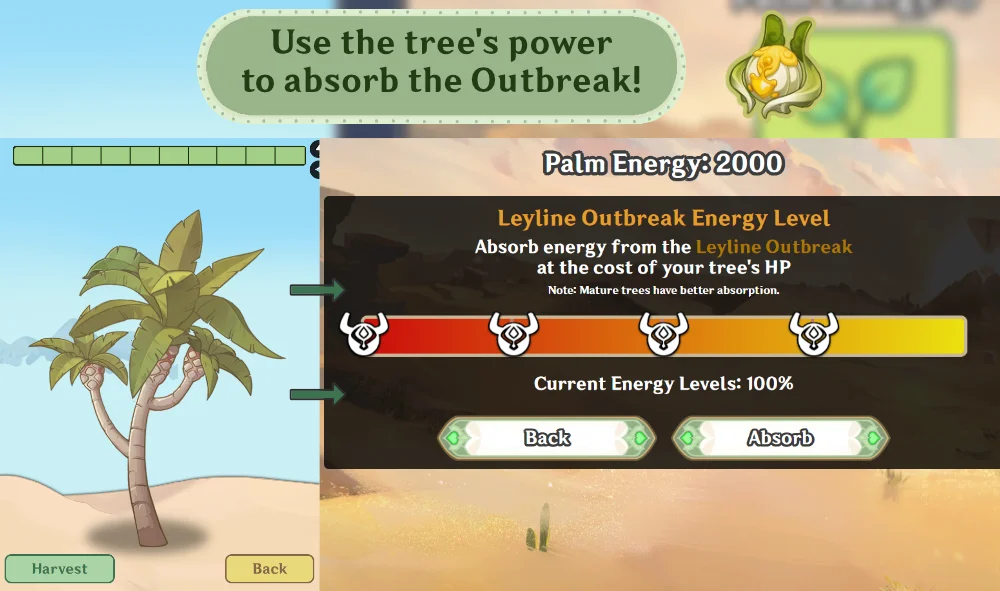 Use the tree's power
to absorb the Outbreak!
Palm Energy: 2000
Leyline Outbreak Energy Level
Absorb energy from the Leyline Outbreak
at the cost of your tree's HP
Note: Mature trees have better absorption.
Current Energy Levels: 100%
Back
Absorb
Harvest
Back